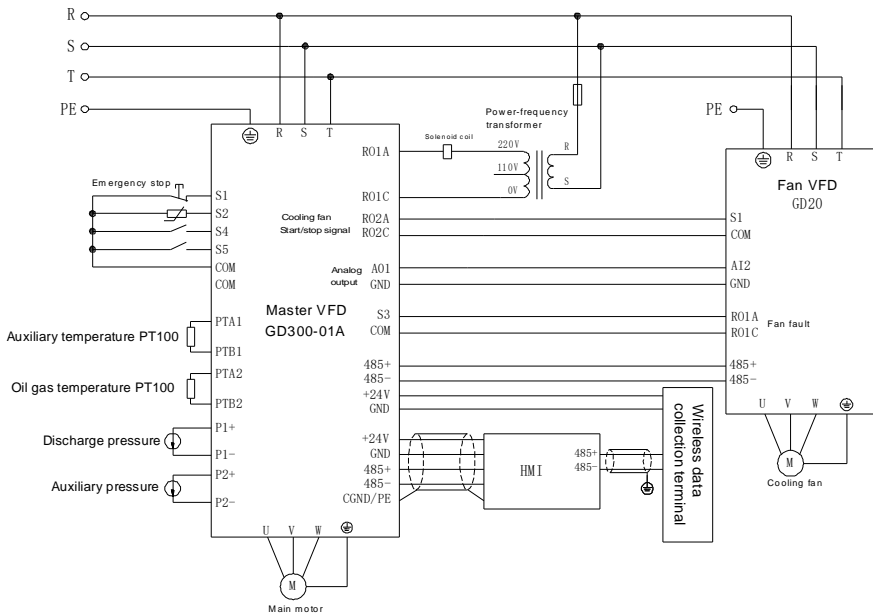 R
S
T
PE
R S T
Power-frequency
transformer
Solenoid coil
220V
110V
0V
R
S
PE
R S T
Fan VFD
GD20
RO1A
RO1C
Emergency stop
S1
S2
S4
S5
COM
COM
Cooling fan
Start/stop signal
RO2A
RO2C
S1
COM
Analog
output
AO1
GND
AI2
GND
Master VFD
GD300-01A
S3
COM
RO1A
RO1C
Fan fault
Auxiliary temperature PT100
PTA1
PTB1
Oil gas temperature PT100
PTA2
PTB2
485+
485-
485+
485-
+24V
GND
Discharge pressure
P1+
P1-
Auxiliary pressure
P2+
P2-
+24V
GND
485+
485-
CGND/PE
HMI
485+
485-
Wireless data
collection terminal
U V W
M
Cooling fan
U V W
M
Main motor